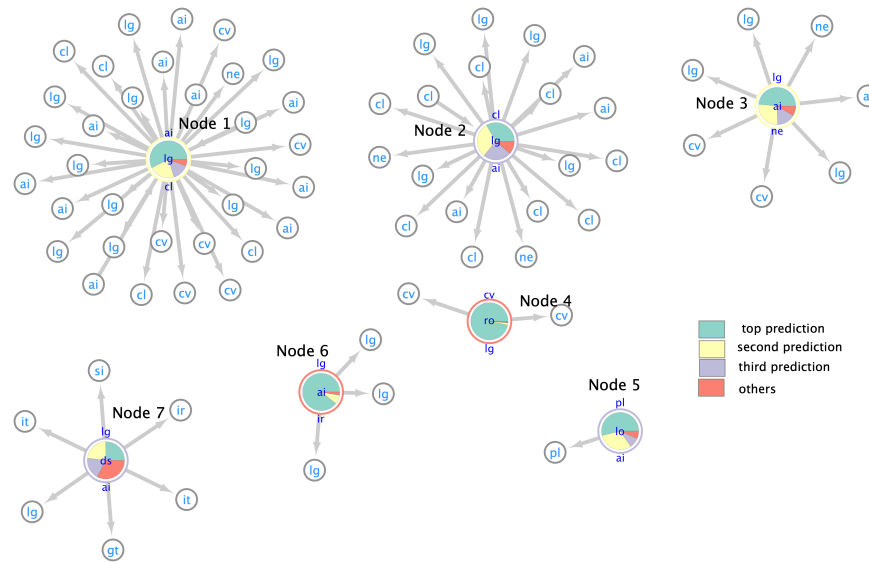 lg
ai
cv
cl
cl
ai
ne
lg
lg
lg
ai
ai
lg
ai
lg
cv
lg
lg
ai
ai
ai
lg
lg
ai
lg
lg
cv
cv
cl
ai
cl
cv
cv
ai
Node 1
lg
cl
lg
lg
lg
cl
ai
cl
cl
ai
ne
cl
lg
cl
ai
cl
cl
cl
ne
cl
Node 2
lg
ai
lg
ne
lg
a
cv
lg
cv
lg
Node 3
ai
ne
cv
cv
cv
Node 4
ro
lg
top prediction
second prediction
third prediction
others
Node 6
lg
lg
ai
lg
ir
lg
Node 5
pl
lo
pl
ai
si
Node 7
ir
it
lg
ds
ai
lg
it
gt